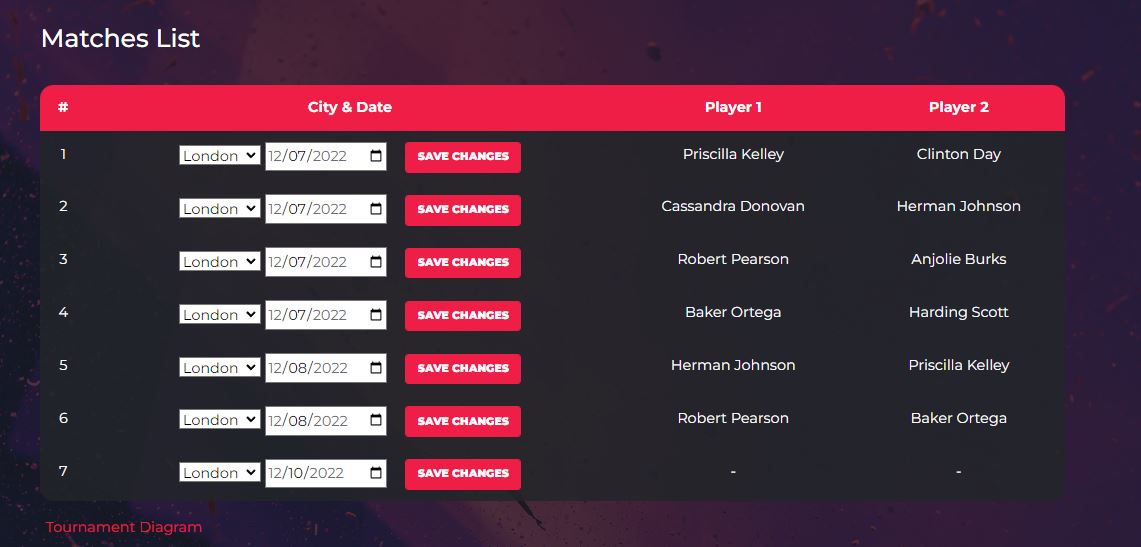 Matches List
# City & Date Player 1 Player 2
1 London 12/07/2022 SAVE CHANGES Priscilla Kelley Clinton Day
2 London 12/07/2022 SAVE CHANGES Cassandra Donovan Herman Johnson
3 London 12/07/2022 SAVE CHANGES Robert Pearson Anjolie Burks
4 London 12/07/2022 SAVE CHANGES Baker Ortega Harding Scott
5 London 12/08/2022 SAVE CHANGES Herman Johnson Priscilla Kelley
6 London 12/08/2022 SAVE CHANGES Robert Pearson Baker Ortega
7 London 12/10/2022 SAVE CHANGES - -
Tournament Diagram